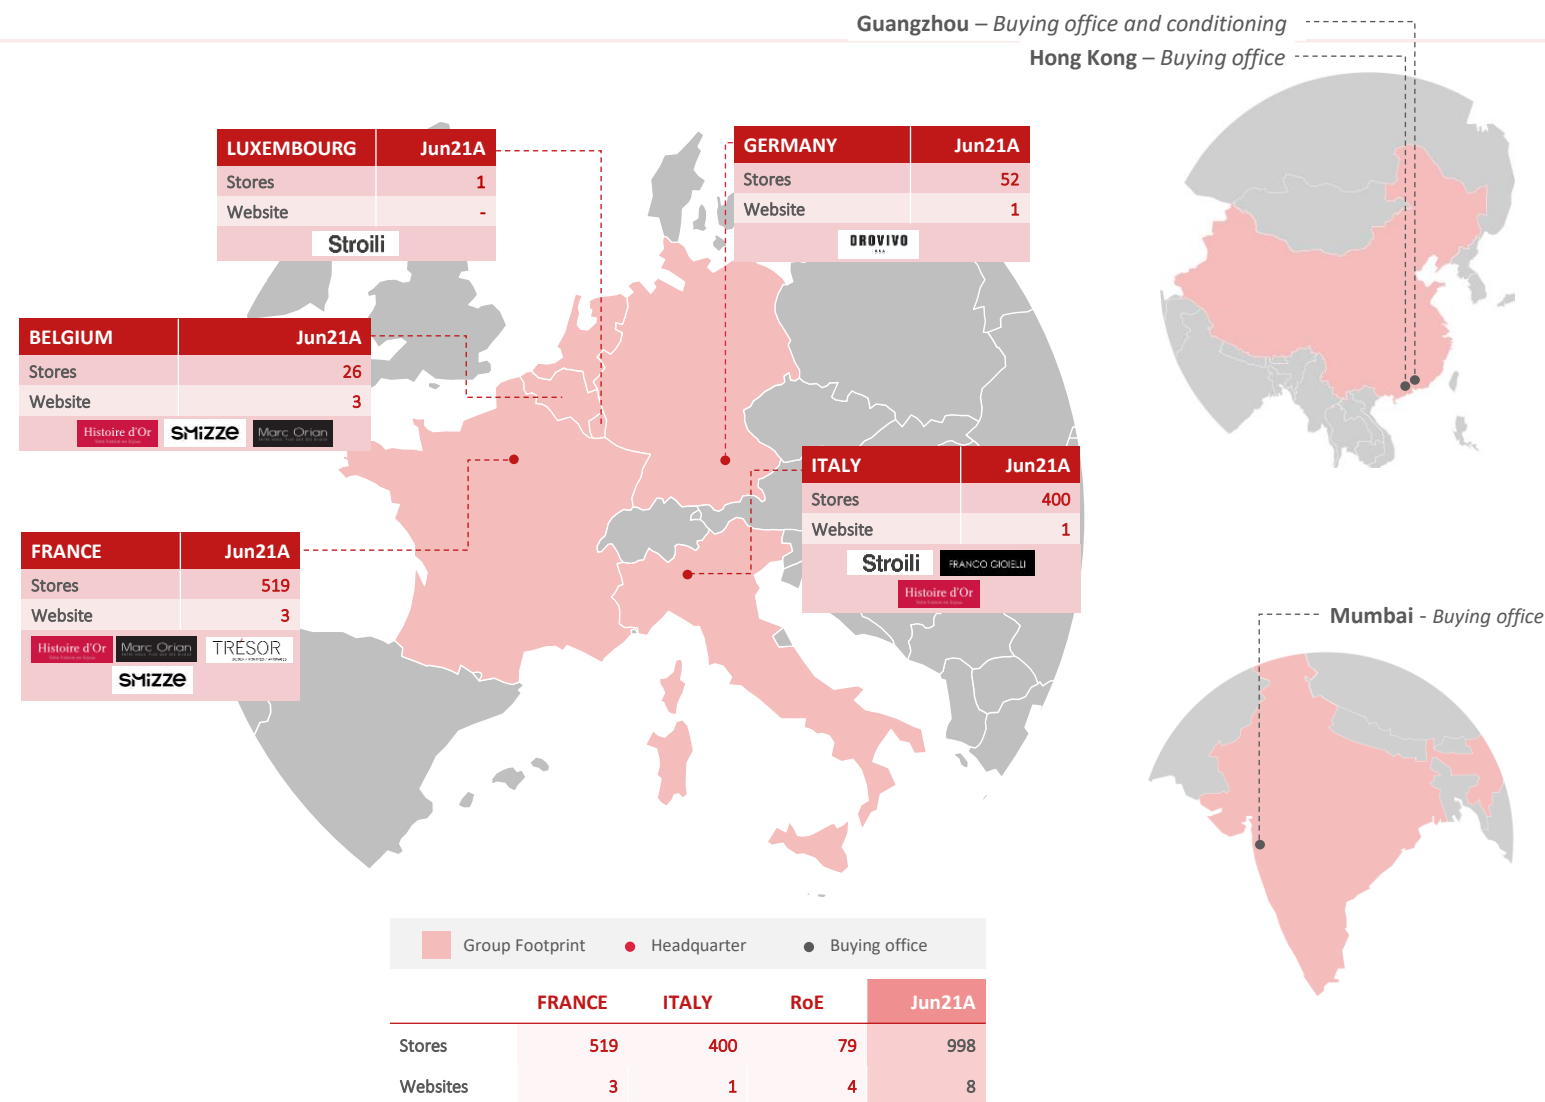 Guangzhou – Buying office and conditioning
Hong Kong – Buying office
LUXEMBOURG Jun21A
Stores 1
Website -
Stroili
GERMANY Jun21A
Stores 52
Website 1
OROVIVO
BELGIUM Jun21A
Stores 26
Website 3
Histoire d'Or SMiZZe Marc Orian
ITALY Jun21A
Stores 400
Website 1
Stroili FRANCO GIOIELLI
Histoire d'Or
FRANCE Jun21A
Stores 519
Website 3
Histoire d'Or Marc Orian TRÉSOR
SMiZZe
Mumbai - Buying office
Group Footprint Headquarter Buying office
FRANCE ITALY RoE Jun21A
Stores 519 400 79 998
Websites 3 1 4 8